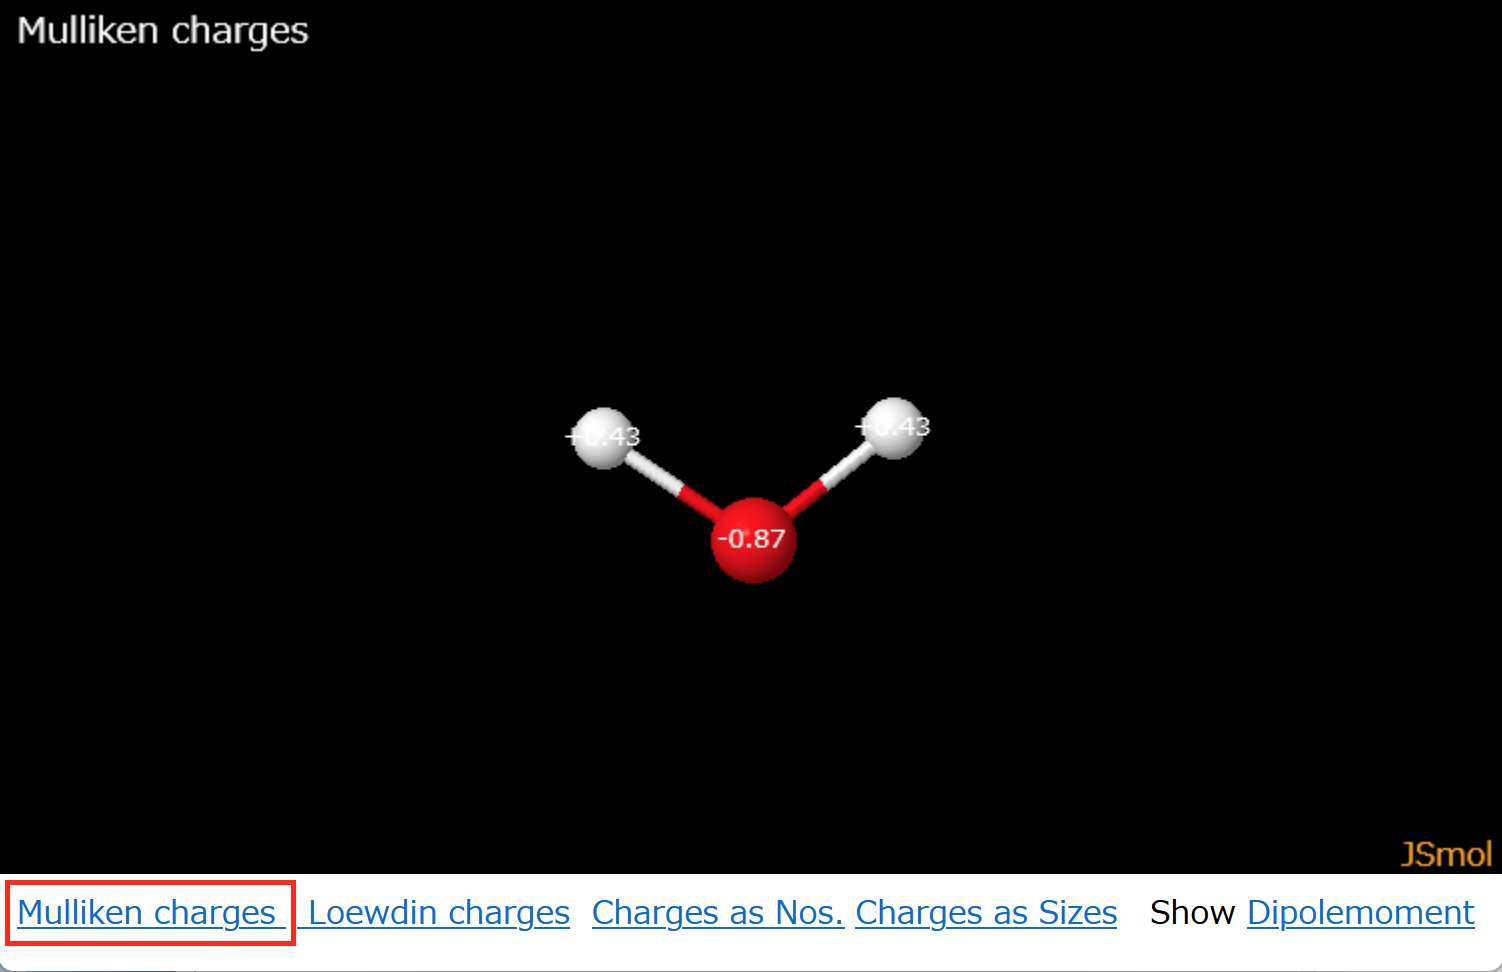 Mulliken charges
+0.43
+0.43
-0.87
JSmol
Mulliken charges Loewdin charges Charges as Nos. Charges as Sizes Show Dipolemoment